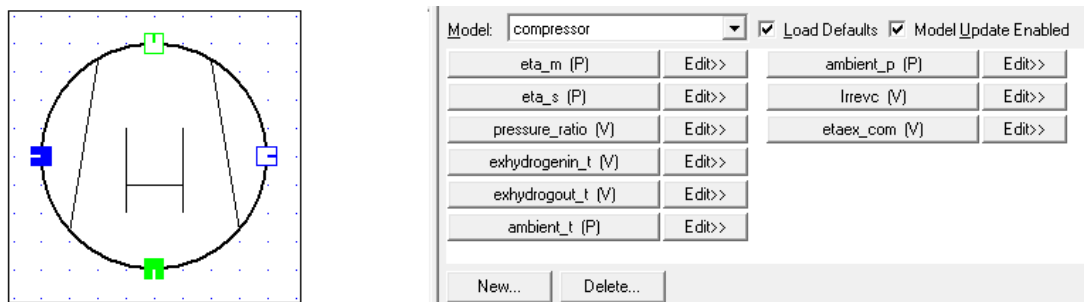 H
Model: compressor Load Defaults Model Update Enabled
eta_m (P) Edit>> ambient_p (P) Edit>>
eta_s (P) Edit>> Irrevc (V) Edit>>
pressure_ratio (V) Edit>> etaex_com (V) Edit>>
exhydrogenin_t (V) Edit>>
exhydrogout_t (V) Edit>>
ambient_t (P) Edit>>
New... Delete...